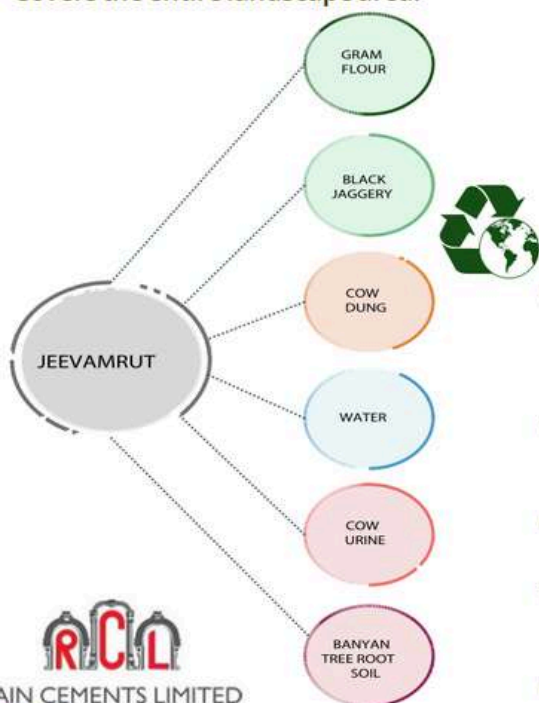 GRAM
FLOUR
BLACK
JAGGERY
COW
DUNG
JEEVAMRUT
WATER
COW
URINE
BANYAN
TREE ROOT
SOIL
RCL
AIN CEMENTS LIMITED